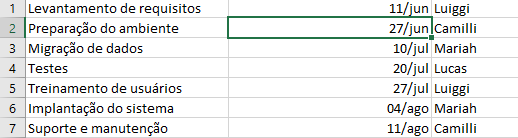 1 Levantamento de requisitos 11/jun Luiggi
2 Preparação do ambiente 27/jun Camilli
3 Migração de dados 10/jul Mariah
4 Testes 20/jul Lucas
5 Treinamento de usuários 27/jul Luiggi
6 Implantação do sistema 04/ago Mariah
7 Suporte e manutenção 11/ago Camilli